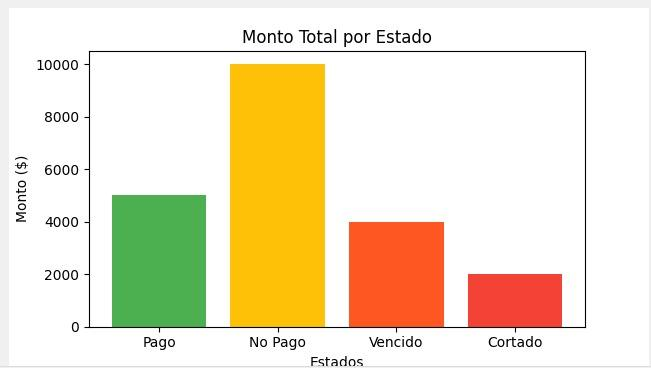 Monto Total por Estado
Monto ($)
10000
8000
6000
4000
2000
0
Pago No Pago Vencido Cortado
Estados